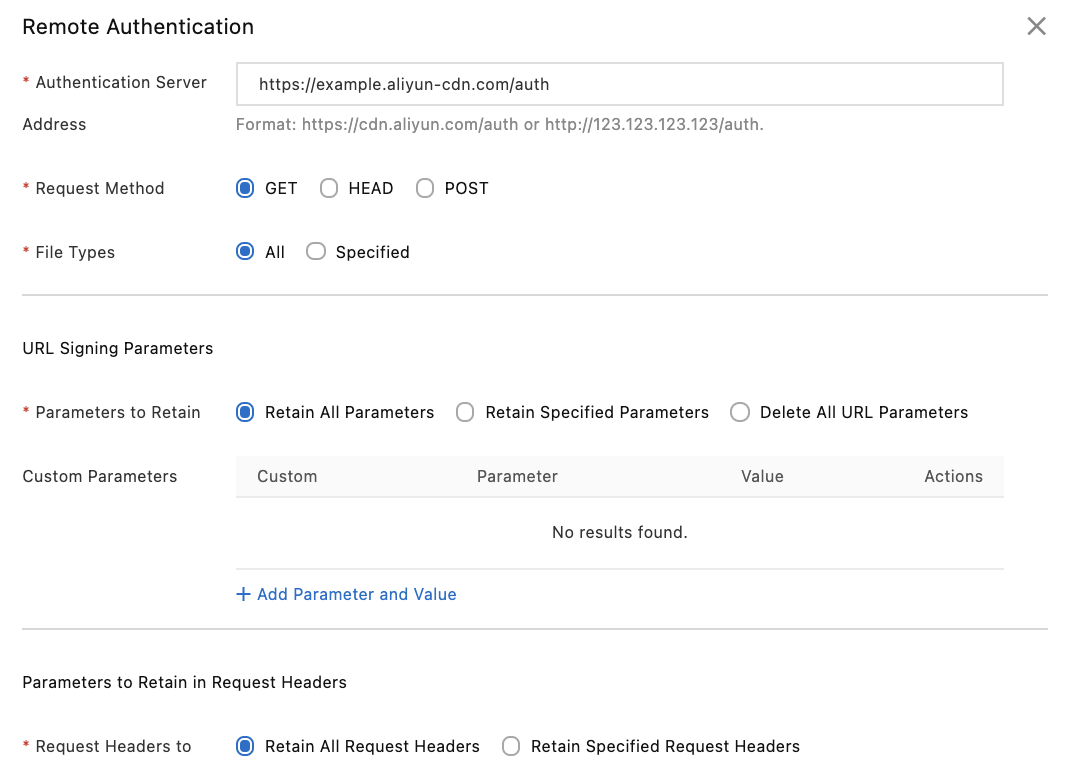 Remote Authentication
* Authentication Server Address
https://example.aliyun-cdn.com/auth
Format: https://cdn.aliyun.com/auth or http://123.123.123.123/auth.
* Request Method GET HEAD POST
* File Types All Specified
URL Signing Parameters
* Parameters to Retain Retain All Parameters Retain Specified Parameters Delete All URL Parameters
Custom Parameters Custom Parameter Value Actions
No results found.
+ Add Parameter and Value
Parameters to Retain in Request Headers
* Request Headers to Retain All Request Headers Retain Specified Request Headers